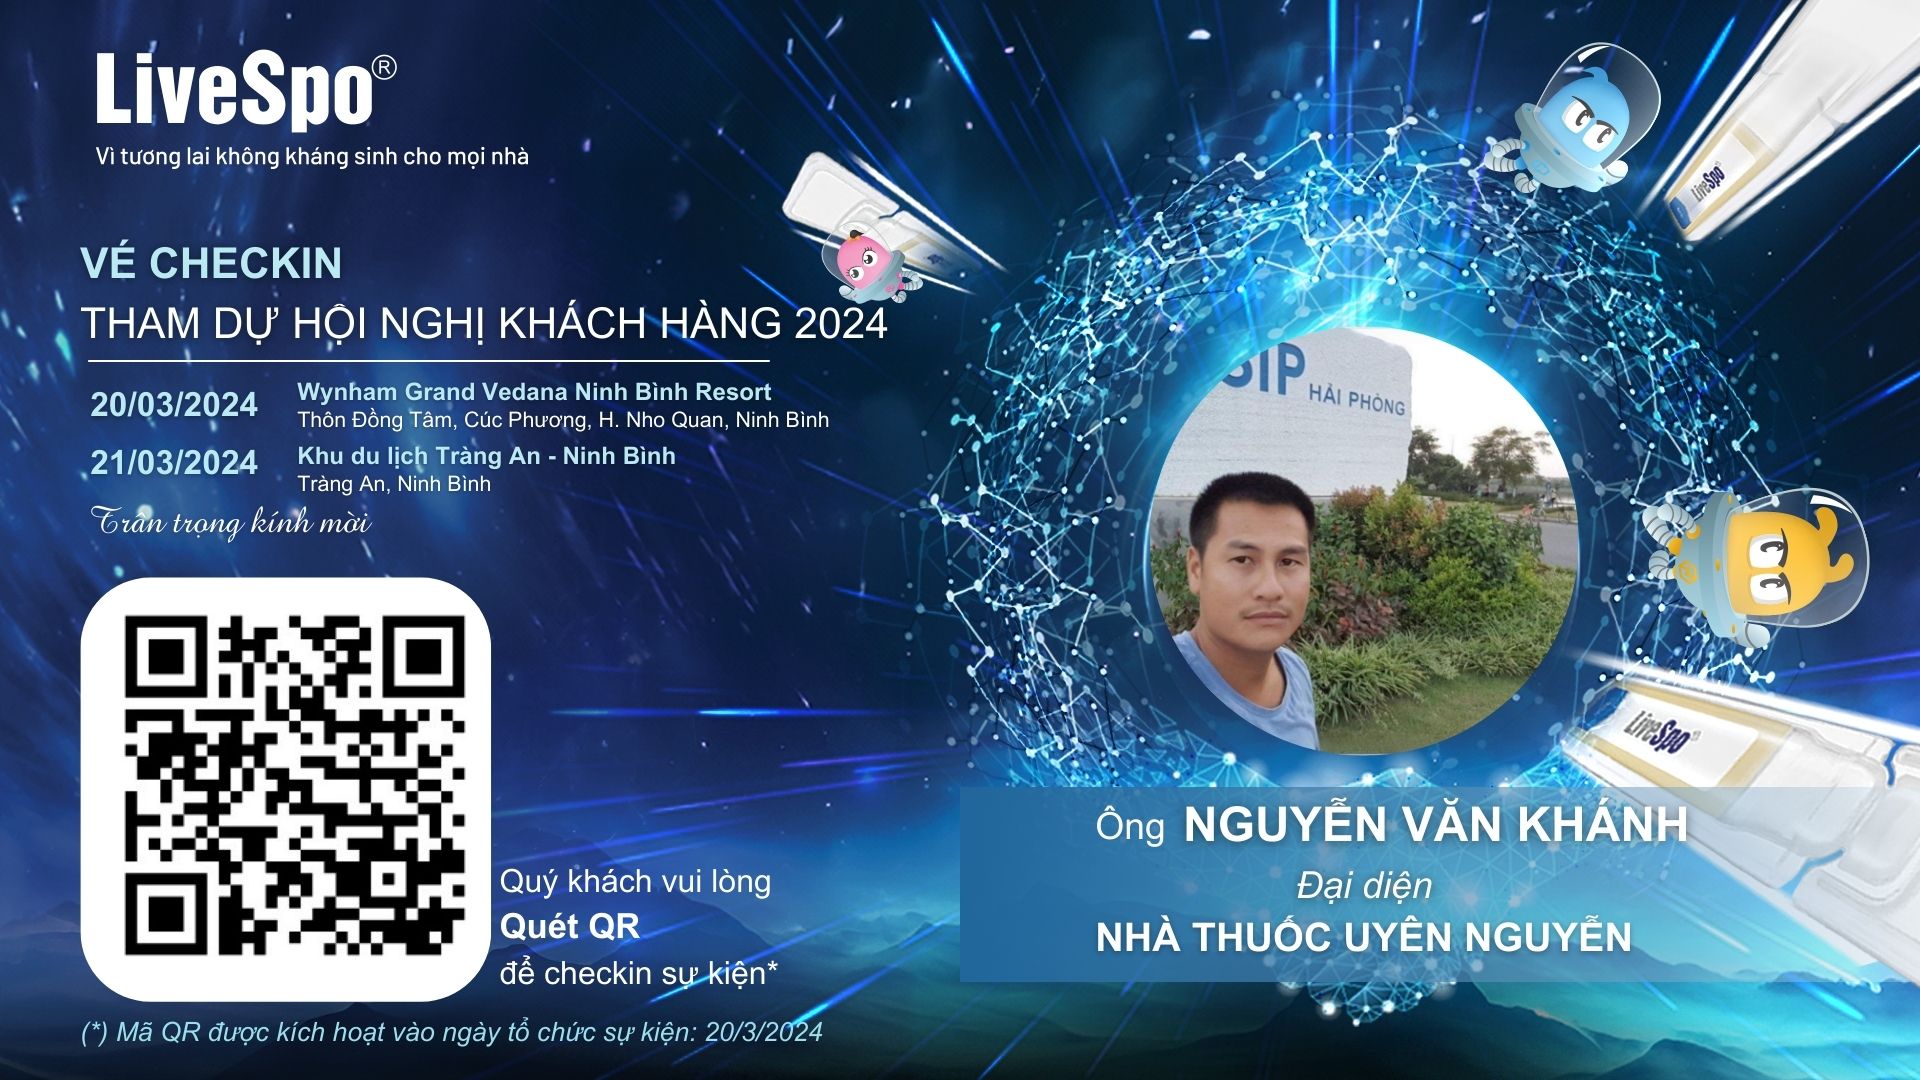 LiveSpo®
Vì tương lai không kháng sinh cho mọi nhà
VÉ CHECKIN
THAM DỰ HỘI NGHỊ KHÁCH HÀNG 2024
20/03/2024
Wynham Grand Vedana Ninh Bình Resort
Thôn Đồng Tâm, Cúc Phương, H. Nho Quan, Ninh Bình
21/03/2024
Khu du lịch Tràng An - Ninh Bình
Tràng An, Ninh Bình
Trân trọng kính mời
Quý khách vui lòng
Quét QR
để checkin sự kiện*
(*) Mã QR được kích hoạt vào ngày tổ chức sự kiện: 20/3/2024
LiveSpo
SIP HẢI PHÒNG
LiveSpo
Ông NGUYỄN VĂN KHÁNH
Đại diện
NHÀ THUỐC UYÊN NGUYỄN